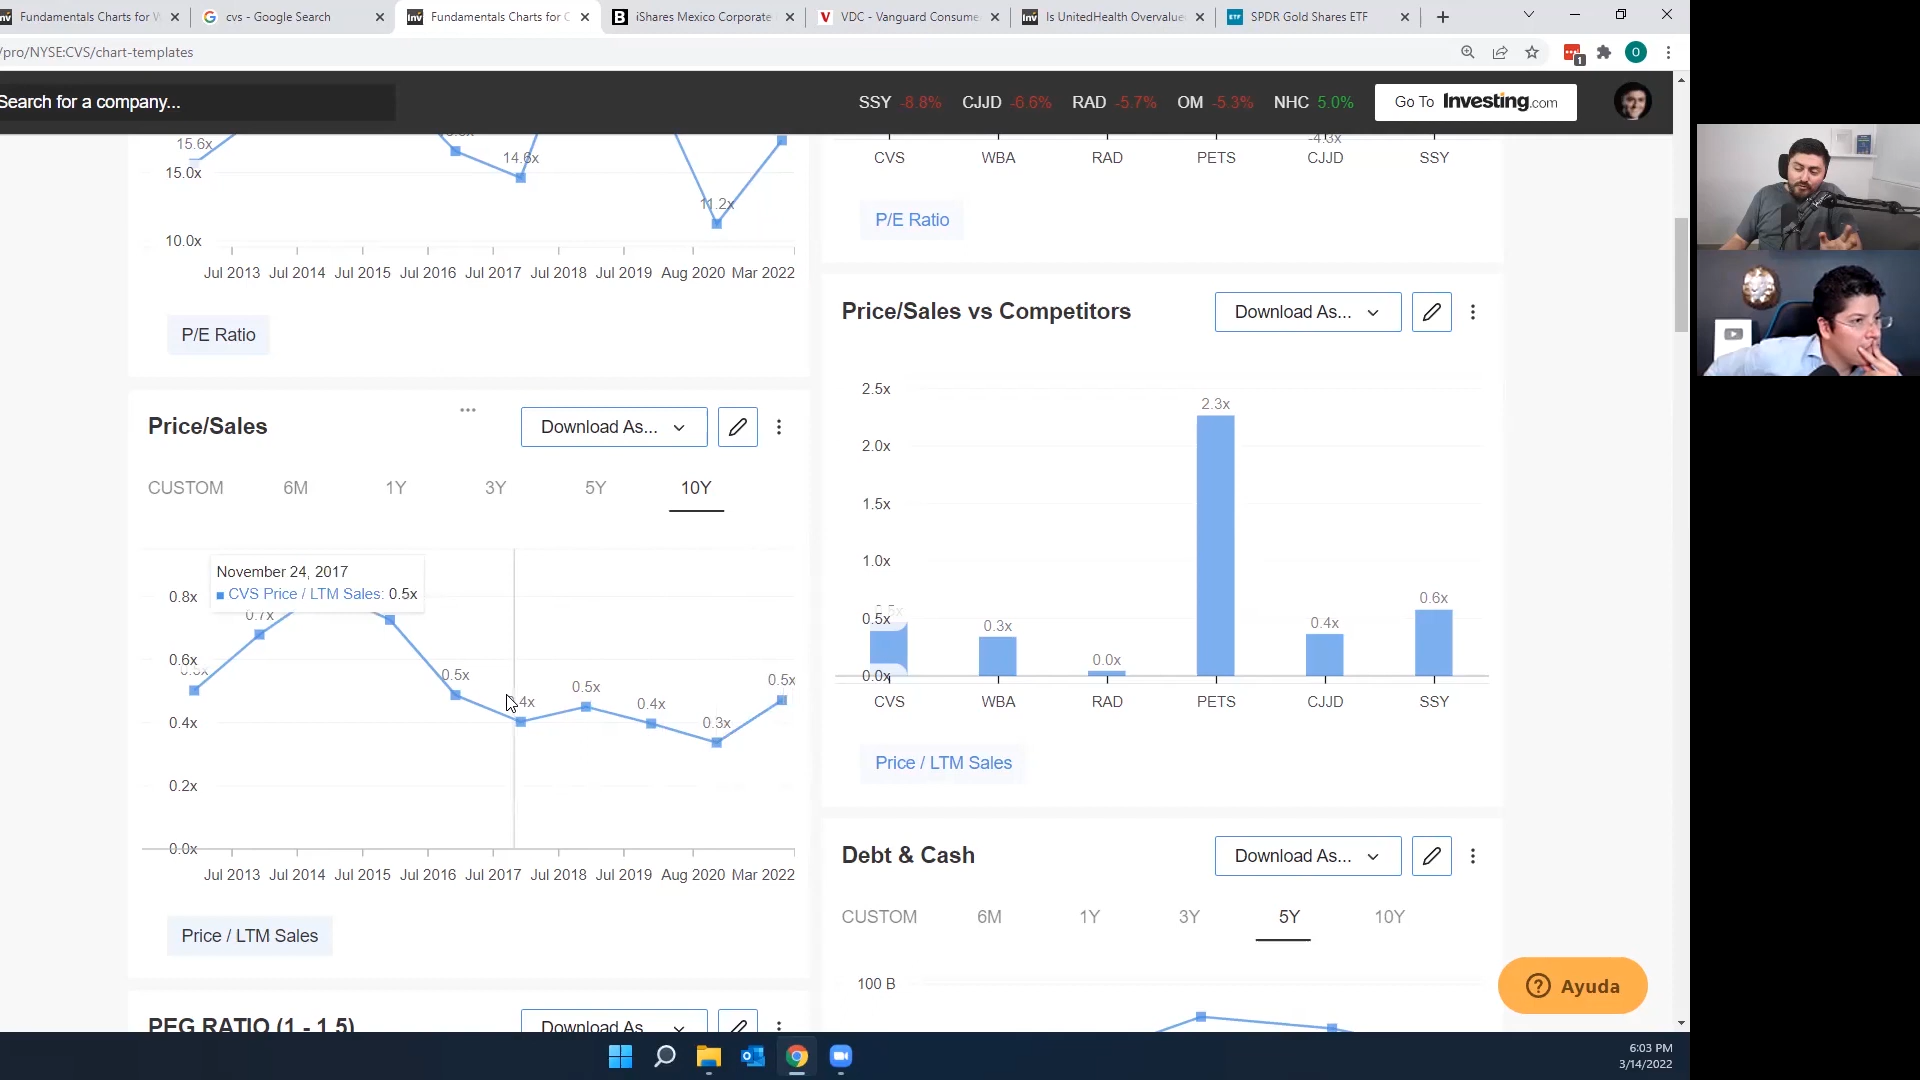 Fundamentals Charts for W
cvs - Google Search
Fundamentals Charts for C
iShares Mexico Corporate
VDC - Vanguard Consume
Is UnitedHealth Overvalue
SPDR Gold Shares ETF
/pro/NYSE:CVS/chart-templates
Search for a company...
SSY -8.8% CJJD -6.6% RAD -5.7% OM -5.3% NHC 5.0%
Go To Investing.com
15.6x
15.0x
14.6x
11.2x
10.0x
Jul 2013 Jul 2014 Jul 2015 Jul 2016 Jul 2017 Jul 2018 Jul 2019 Aug 2020 Mar 2022
P/E Ratio
-4.3x
CVS WBA RAD PETS CJJD SSY
P/E Ratio
Price/Sales
Download As...
CUSTOM 6M 1Y 3Y 5Y 10Y
November 24, 2017
CVS Price / LTM Sales: 0.5x
0.8x
0.6x
0.4x
0.2x
0.0x
0.5x
0.7x
0.5x
0.4x
0.5x
0.4x
0.3x
0.5x
Jul 2013 Jul 2014 Jul 2015 Jul 2016 Jul 2017 Jul 2018 Jul 2019 Aug 2020 Mar 2022
Price / LTM Sales
PEG RATIO (1 - 1.5)
Download As...
Price/Sales vs Competitors
Download As...
2.5x
2.0x
1.5x
1.0x
0.5x
0.0x
0.5x
0.3x
0.0x
2.3x
0.4x
0.6x
CVS WBA RAD PETS CJJD SSY
Price / LTM Sales
Debt & Cash
Download As...
CUSTOM 6M 1Y 3Y 5Y 10Y
100 B
Ayuda
6:03 PM
3/14/2022